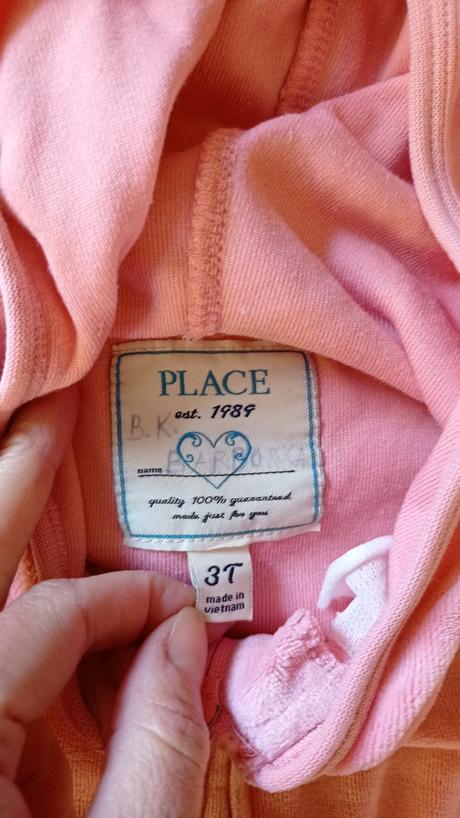 PLACE
est. 1989
B.K.
name
quality 100% guaranteed
made just for you
3T
made in
vietnam